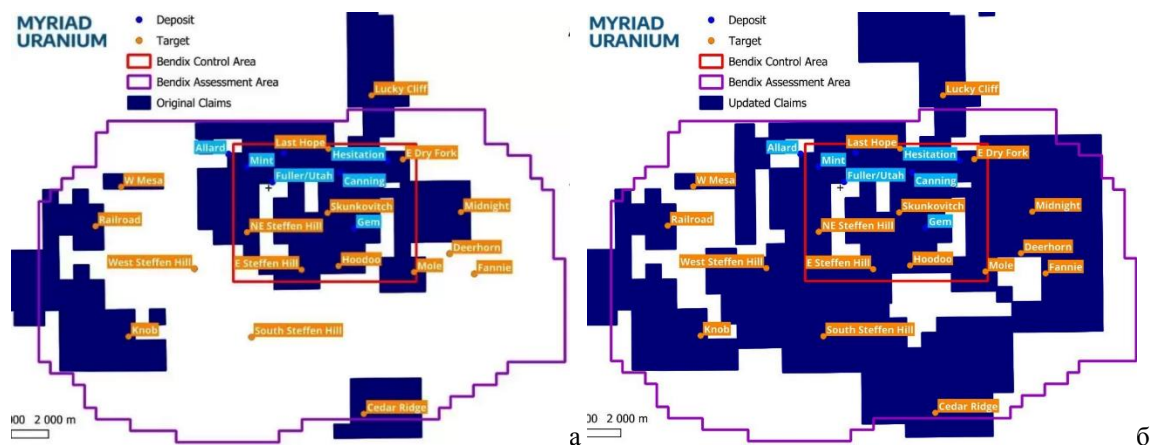 MYRIAD
URANIUM
Deposit
Target
Bendix Control Area
Bendix Assessment Area
Original Claims
Lucky Cliff
Allard
Last Hope
Mint
Hesitation
E Dry Fork
Fuller/Utah
Canning
W Mesa
Skunkovitch
Midnight
Railroad
NE Steffen Hill
Gem
Deerhorn
West Steffen Hill
E Steffen Hill
Hoodoo
Mole
Fannie
Knob
South Steffen Hill
Cedar Ridge
000 2 000 m
а
MYRIAD
URANIUM
Deposit
Target
Bendix Control Area
Bendix Assessment Area
Updated Claims
Lucky Cliff
Allard
Last Hope
Mint
Hesitation
E Dry Fork
Fuller/Utah
Canning
W Mesa
Skunkovitch
Midnight
Railroad
NE Steffen Hill
Gem
Deerhorn
West Steffen Hill
E Steffen Hill
Hoodoo
Mole
Fannie
Knob
South Steffen Hill
Cedar Ridge
2 000 m
б